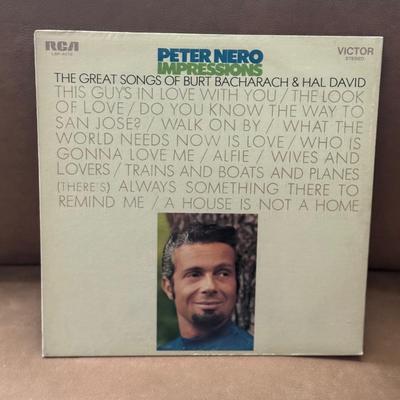 RCA
PETER NERO
VICTOR
STEREO
IMPRESSIONS
THE GREAT SONGS OF BURT BACHARACH & HAL DAVID
THIS GUY'S IN LOVE WITH YOU / THE LOOK
OF LOVE / DO YOU KNOW THE WAY TO
SAN JOSE? / WALK ON BY / WHAT THE
WORLD NEEDS NOW IS LOVE / WHO IS
GONNA LOVE ME / ALFIE / WIVES AND
LOVERS / TRAINS AND BOATS AND PLANES
(THERE'S) ALWAYS SOMETHING THERE TO
REMIND ME / A HOUSE IS NOT A HOME